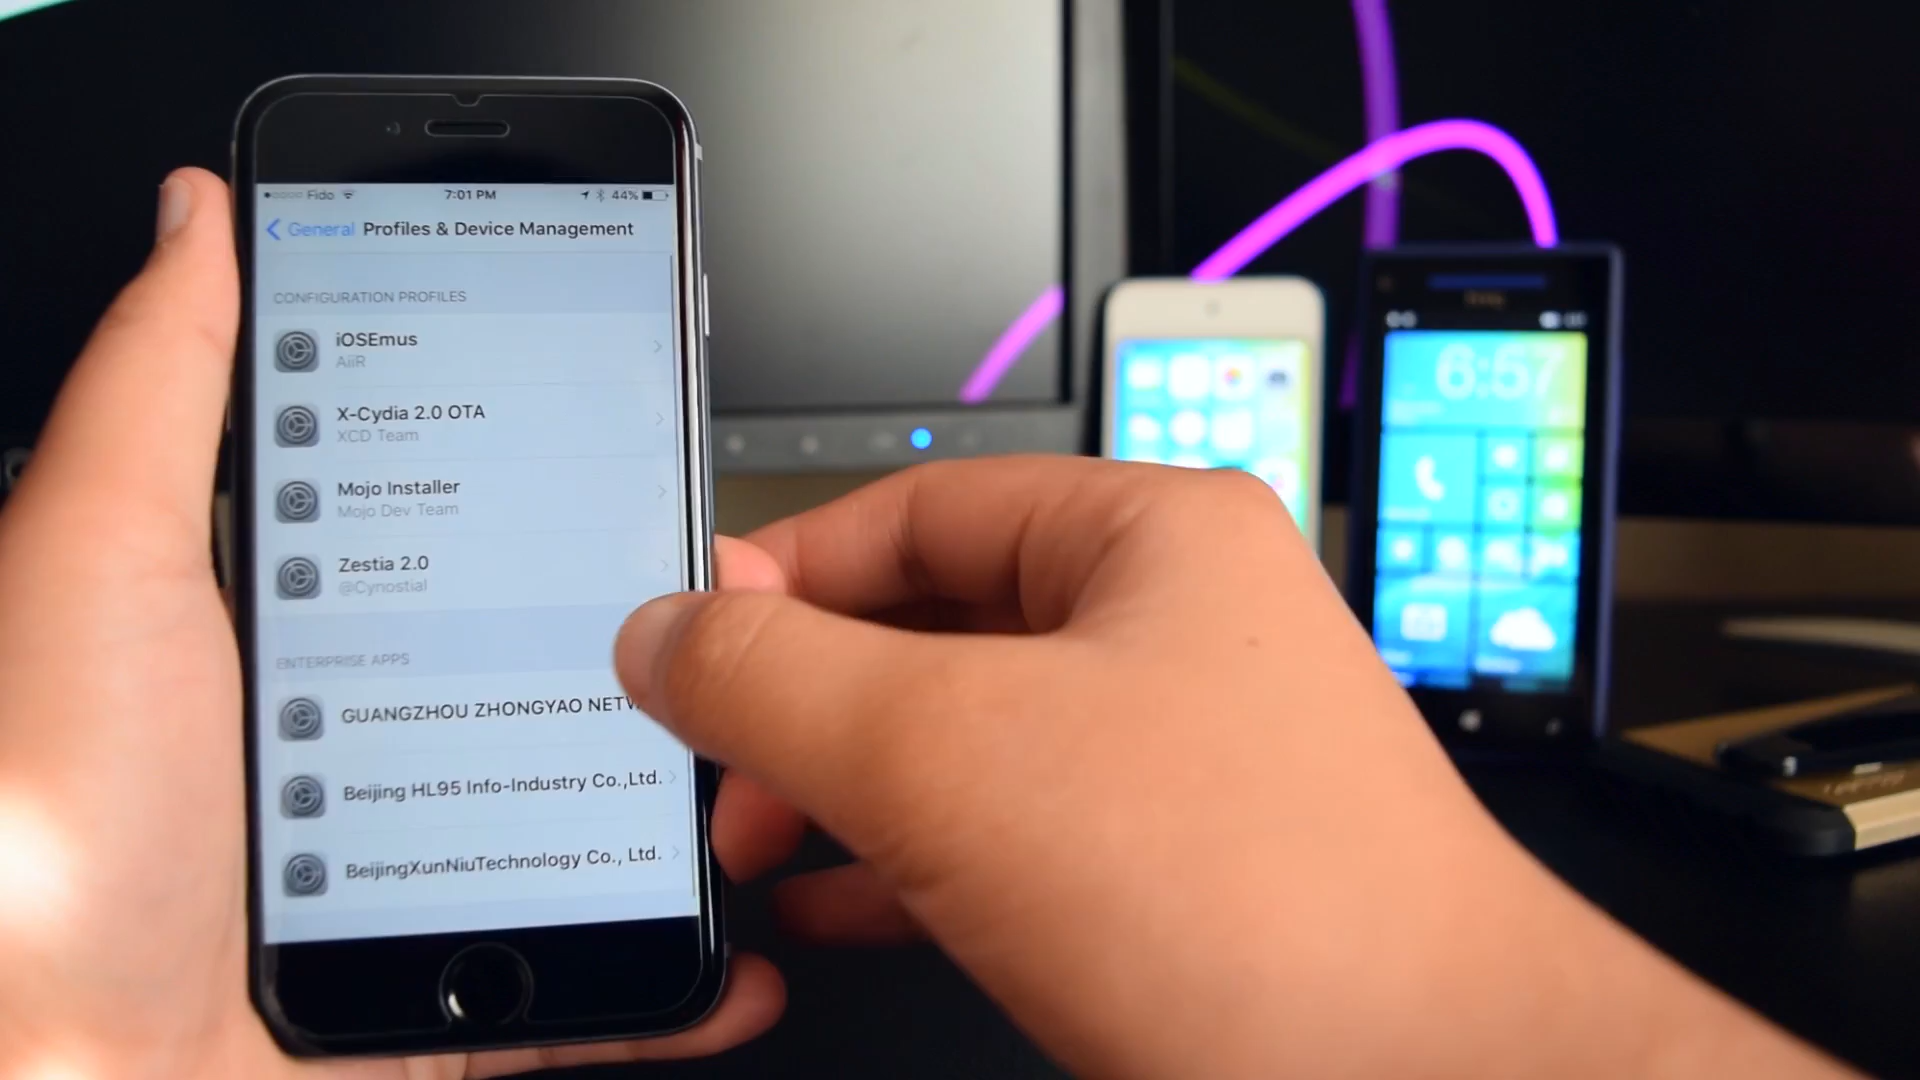 Fido 7:01 PM 44%
General Profiles & Device Management
CONFIGURATION PROFILES
iOSEmus
AiiR
X-Cydia 2.0 OTA
XCD Team
Mojo Installer
Mojo Dev Team
Zestia 2.0
@Cynostial
ENTERPRISE APPS
GUANGZHOU ZHONGYAO
Beijing HL95 Info-Industry Co.,Ltd.
BeijingXunNiuTechnology Co., Ltd.
6:57